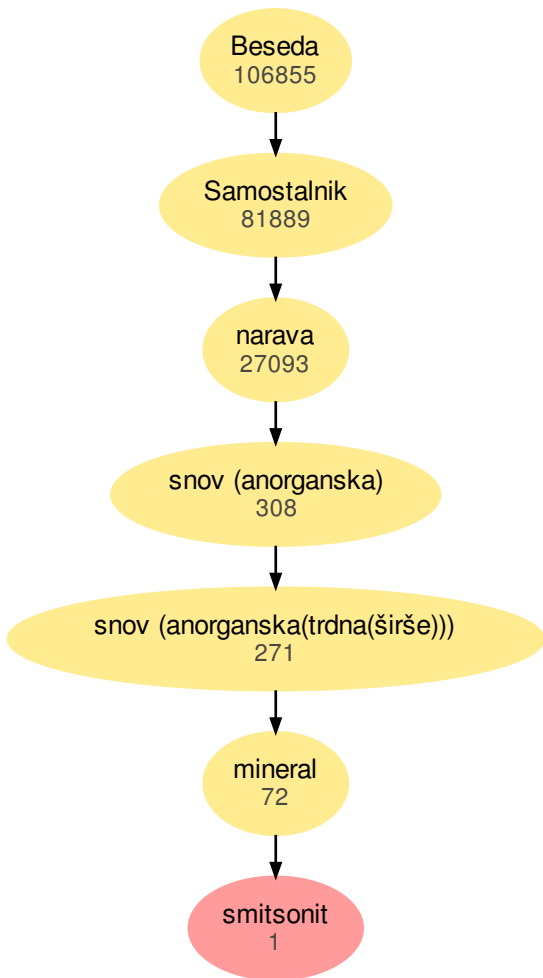 Beseda
106855
Samostalnik
81889
narava
27093
snov (anorganska)
308
snov (anorganska(trdna(širše)))
271
mineral
72
smitsonit
1